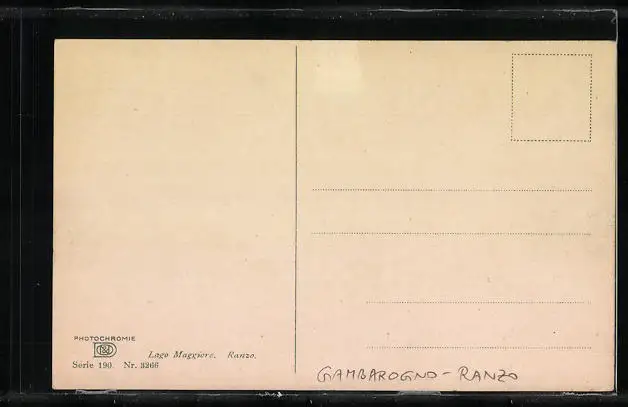 PHOTOCHROMIE
Lago Maggiore. Ranzo.
Serie 190. Nr. 3266
GAMBAROGNO - RANZO